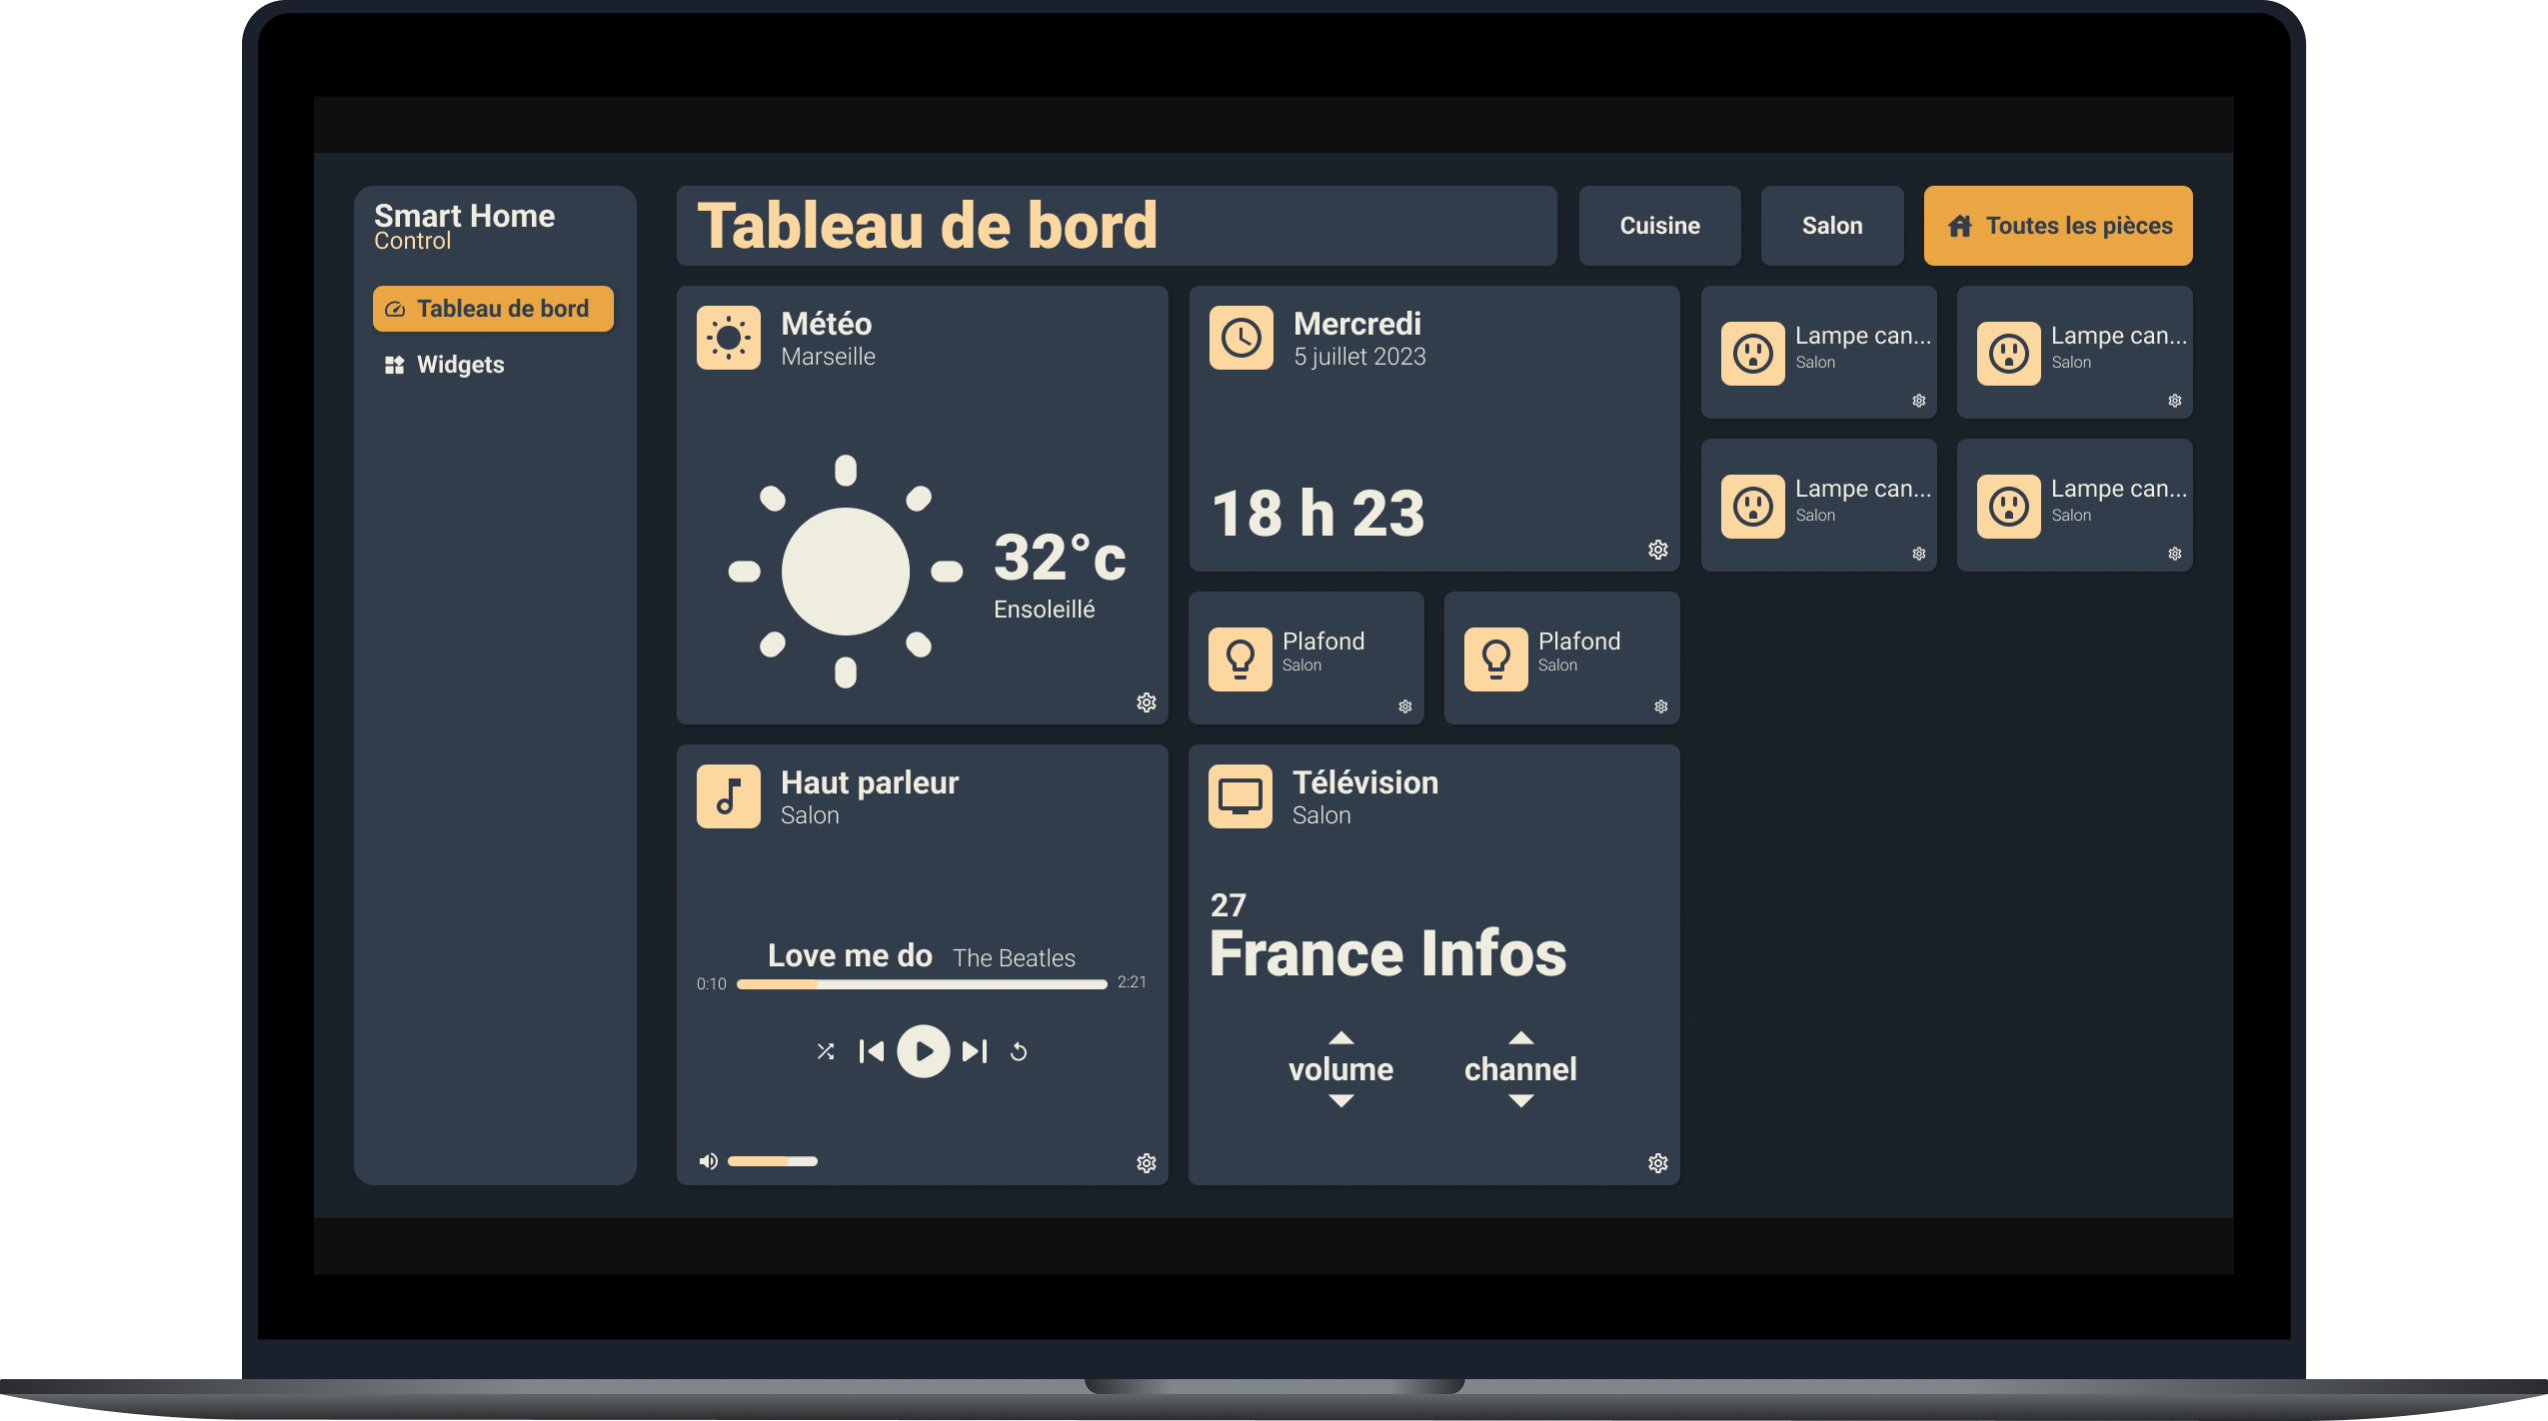 Smart Home
Control
Tableau de bord
Widgets
Tableau de bord
Cuisine
Salon
Toutes les pièces
Météo
Marseille
32°c
Ensoleillé
Mercredi
5 juillet 2023
18 h 23
Lampe can...
Salon
Lampe can...
Salon
Lampe can...
Salon
Lampe can...
Salon
Plafond
Salon
Plafond
Salon
Haut parleur
Salon
Love me do The Beatles
0:10 2:21
Télévision
Salon
27
France Infos
volume channel